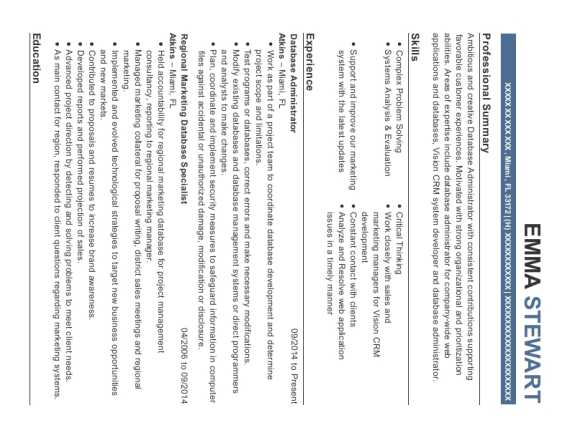 EMMA STEWART
XXXXX XX XXX XXX , Miami , FL 33172 | (H) XXXXXXXXXXXX | XXXXXXXXXXXXXXXXXXXX
Professional Summary
Ambitious and creative Database Administrator with consistent contributions supporting
favorable customer experiences. Motivated with strong organizational and prioritization
abilities. Areas of expertise include database administrator for company-wide web
applications and databases, Vision CRM system developer and database administrator.
Skills
• Complex Problem Solving
• Systems Analysis & Evaluation
• Support and improve our marketing
system with the latest updates
• Critical Thinking
• Work closely with sales and
marketing managers for Vision CRM
development
• Constant contact with clients
• Analyze and Resolve web application
issues in a timely manner
Experience
Database Administrator 09/2014 to Present
Atkins – Miami, FL
• Work as part of a project team to coordinate database development and determine
project scope and limitations.
• Test programs or databases, correct errors and make necessary modifications.
• Modify existing databases and database management systems or direct programmers
and analysts to make changes.
• Plan, coordinate and implement security measures to safeguard information in computer
files against accidental or unauthorized damage, modification or disclosure.
Regional Marketing Database Specialist 04/2006 to 09/2014
Atkins – Miami, FL
• Held accountability for regional marketing database for project management
consultancy, reporting to regional marketing manager.
• Managed marketing collateral for proposal writing, district sales meetings and regional
marketing.
• Implemented and evolved technological strategies to target new business opportunities
and new markets.
• Contributed to proposals and resumes to increase brand awareness.
• Developed reports and performed projection of sales.
• Advanced project direction by detecting and solving problems to meet client needs.
• As main contact for region, responded to client questions regarding marketing systems.
Education